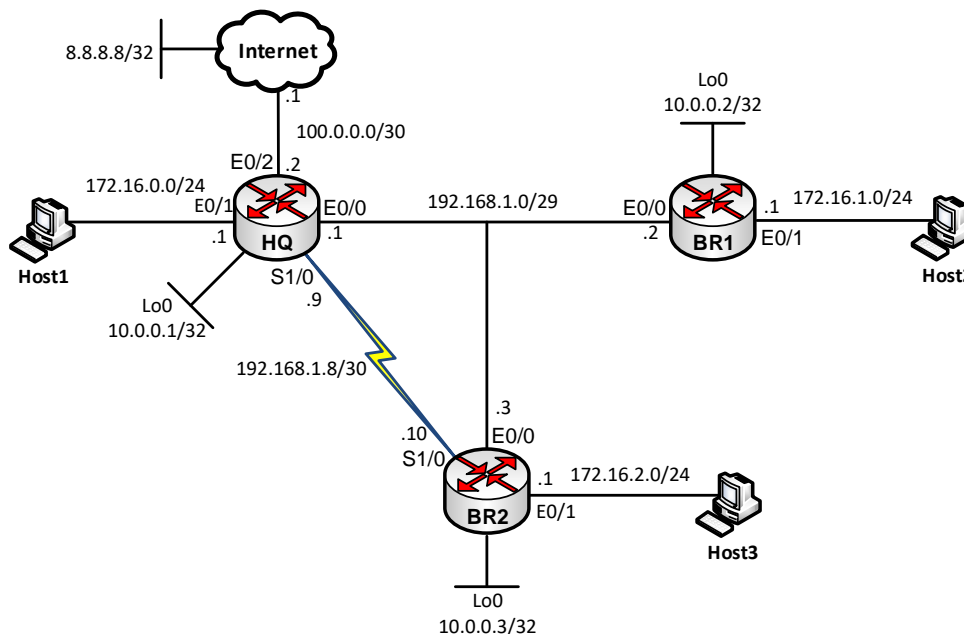 Internet
8.8.8.8/32
.1
100.0.0.0/30
Lo0
10.0.0.2/32
E0/2
.2
172.16.0.0/24
E0/1
E0/0
192.168.1.0/29
E0/0
.1
172.16.1.0/24
.1
HQ
.1
.2
BR1
E0/1
Host1
S1/0
.9
Lo0
10.0.0.1/32
192.168.1.8/30
.3
.10
E0/0
S1/0
.1
172.16.2.0/24
BR2
E0/1
Host3
Lo0
10.0.0.3/32